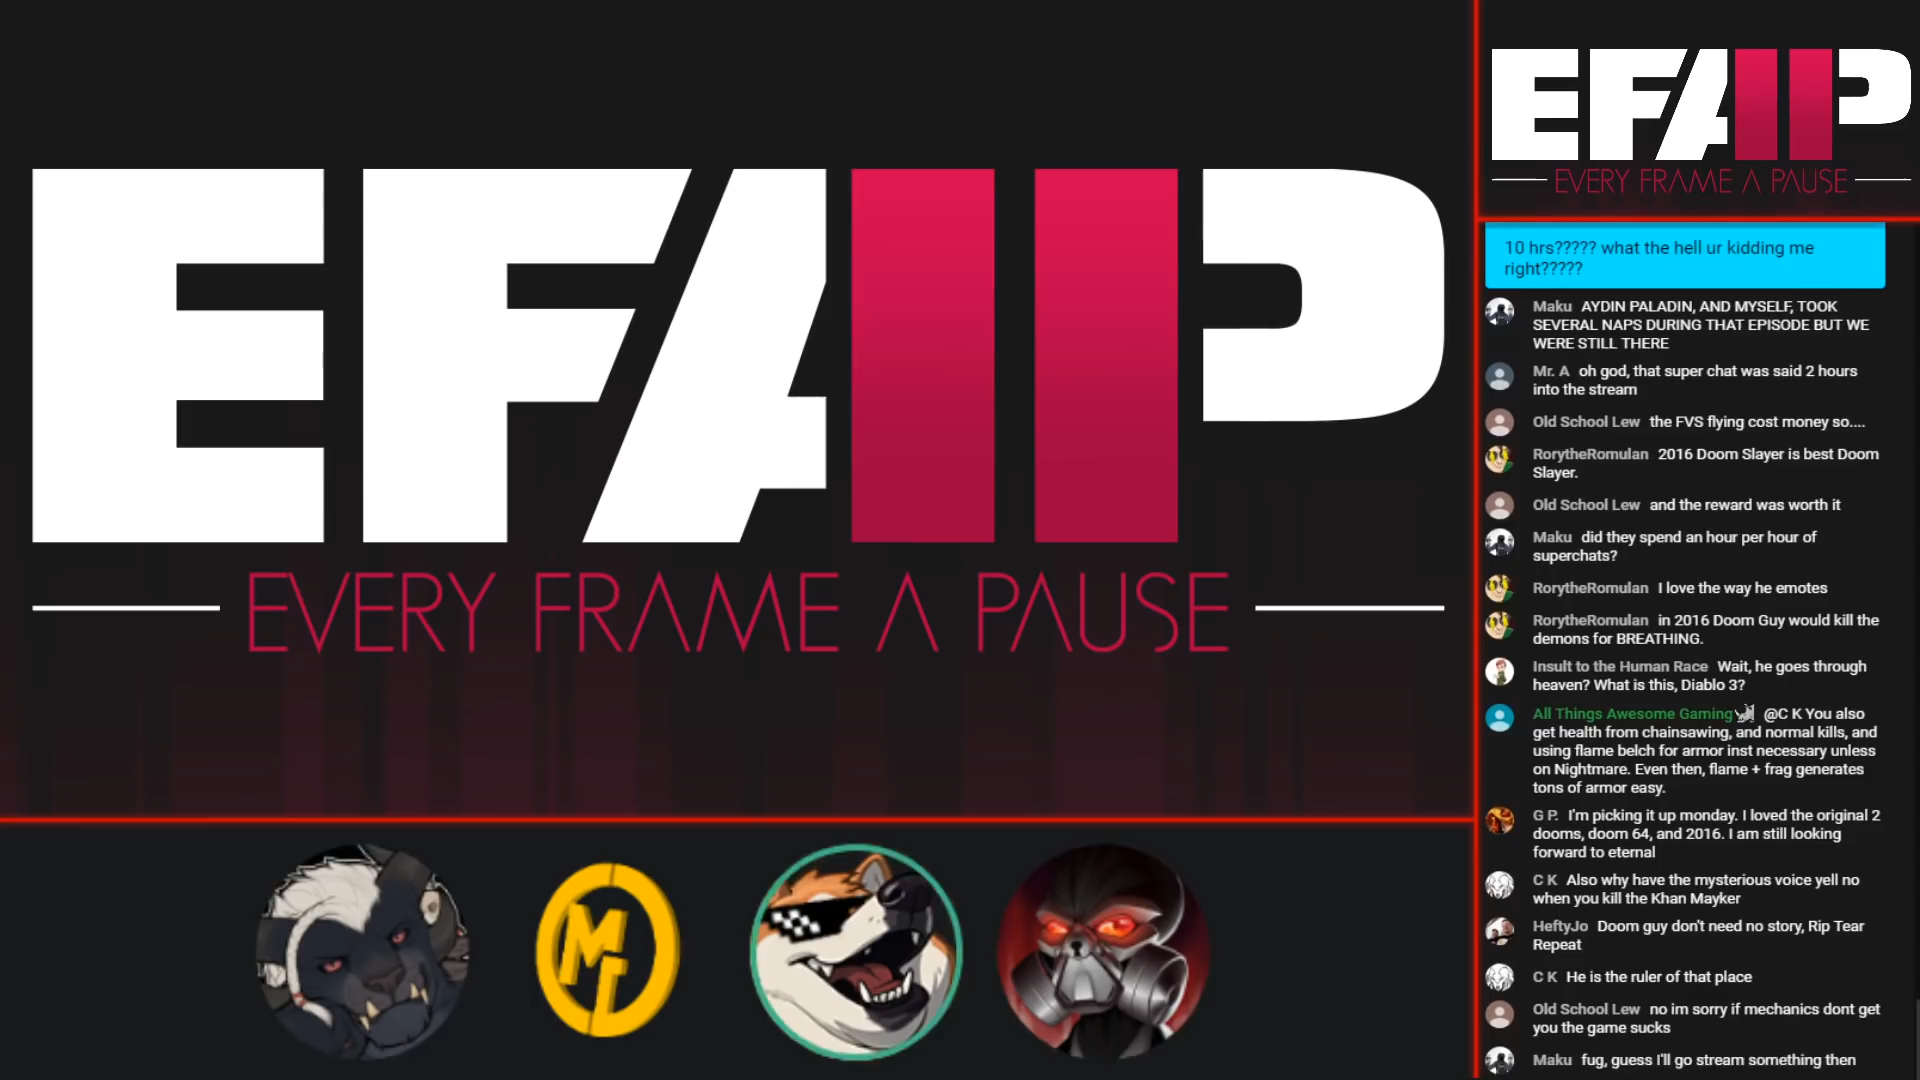 EFAP
EVERY FRAME A PAUSE
EFAP
EVERY FRAME A PAUSE
10 hrs????? what the hell ur kidding me
right?????
Maku AYDIN PALADIN, AND MYSELF, TOOK
SEVERAL NAPS DURING THAT EPISODE BUT WE
WERE STILL THERE
Mr. A oh god, that super chat was said 2 hours
into the stream
Old School Lew the FVS flying cost money so....
RorytheRomulan 2016 Doom Slayer is best Doom
Slayer.
Old School Lew and the reward was worth it
Maku did they spend an hour per hour of
superchats?
RorytheRomulan I love the way he emotes
RorytheRomulan in 2016 Doom Guy would kill the
demons for BREATHING.
Insult to the Human Race Wait, he goes through
heaven? What is this, Diablo 3?
All Things Awesome Gaming @C K You also
get health from chainsawing, and normal kills, and
using flame belch for armor inst necessary unless
on Nightmare. Even then, flame + frag generates
tons of armor easy.
G P. I'm picking it up monday. I loved the original 2
dooms, doom 64, and 2016. I am still looking
forward to eternal
C K Also why have the mysterious voice yell no
when you kill the Khan Mayker
HeftyJo Doom guy don't need no story, Rip Tear
Repeat
C K He is the ruler of that place
Old School Lew no im sorry if mechanics dont get
you the game sucks
Maku fug, guess I'll go stream something then